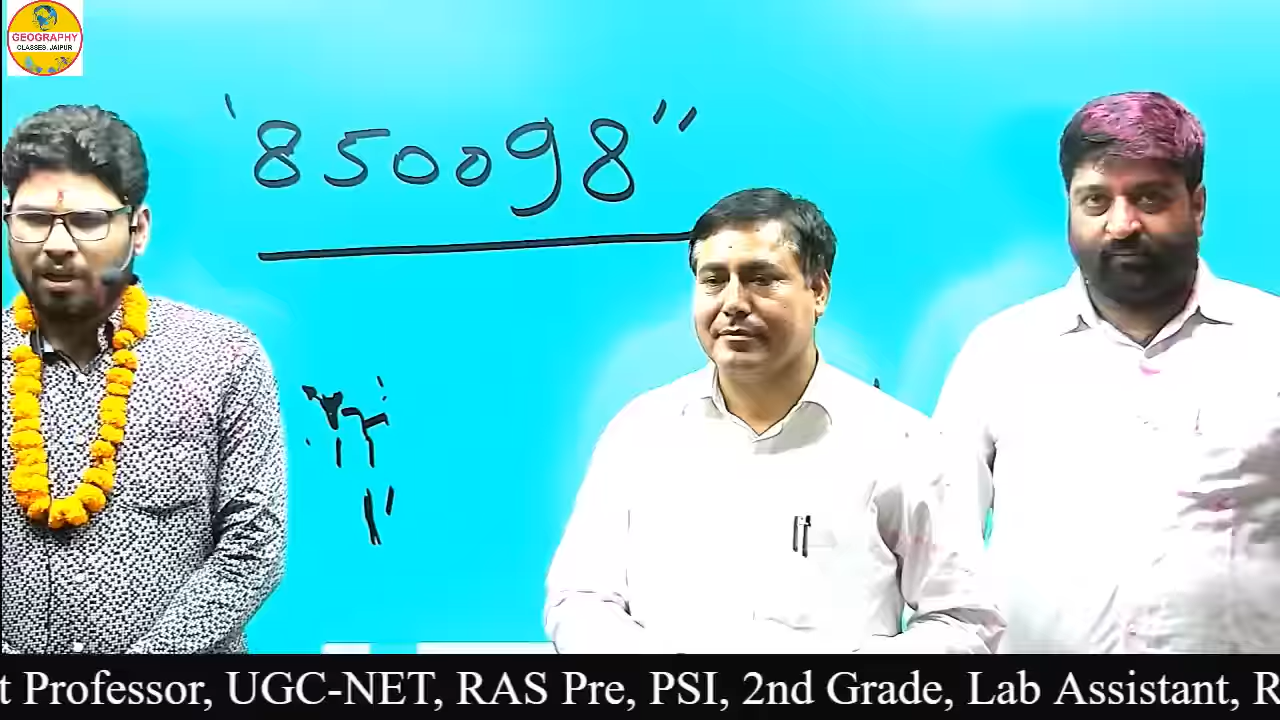 GEOGRAPHY
CLASSES, JAIPUR
'850098"
t Professor, UGC-NET, RAS Pre, PSI, 2nd Grade, Lab Assistant, R